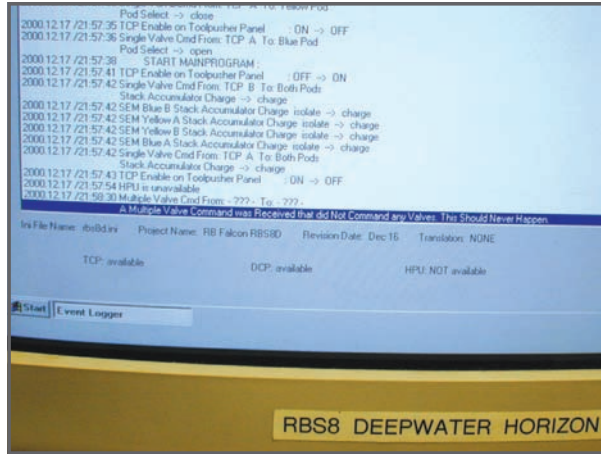 Pod Select -> close
2000.12.17 /21:57:35 TCP Enable on Toolpusher Panel : ON -> OFF
2000.12.17 /21:57:36 Single Valve Cmd From: TCP A To: Blue Pod
Pod Select -> open
2000.12.17 /21:57:38 START MAINPROGRAM :
2000.12.17 /21:57:41 TCP Enable on Toolpusher Panel : OFF -> ON
2000.12.17 /21:57:42 Single Valve Cmd From: TCP B To: Both Pods
Stack Accumulator Charge -> charge
2000.12.17 /21:57:42 SEM Blue B Stack Accumulator Charge isolate -> charge
2000.12.17 /21:57:42 SEM Yellow A Stack Accumulator Charge isolate -> charge
2000.12.17 /21:57:42 SEM Yellow B Stack Accumulator Charge isolate -> charge
2000.12.17 /21:57:42 SEM Blue A Stack Accumulator Charge isolate -> charge
2000.12.17 /21:57:42 Single Valve Cmd From: TCP A To: Both Pods
Stack Accumulator Charge -> charge
2000.12.17 /21:57:43 TCP Enable on Toolpusher Panel : ON -> OFF
2000.12.17 /21:57:54 HPU is unavailable
2000.12.17 /21:58:30 Multiple Valve Cmd From: - ??? - To: - ??? -
A Multiple Valve Command was Received that did Not Command any Valves. This Should Never Happen.
Ini File Name: rbs8d.ini Project Name: RB Falcon RBS8D Revision Date: Dec 16 Translation: NONE
TCP: available DCP: available HPU: NOT available
Start Event Logger
RBS8 DEEPWATER HORIZON